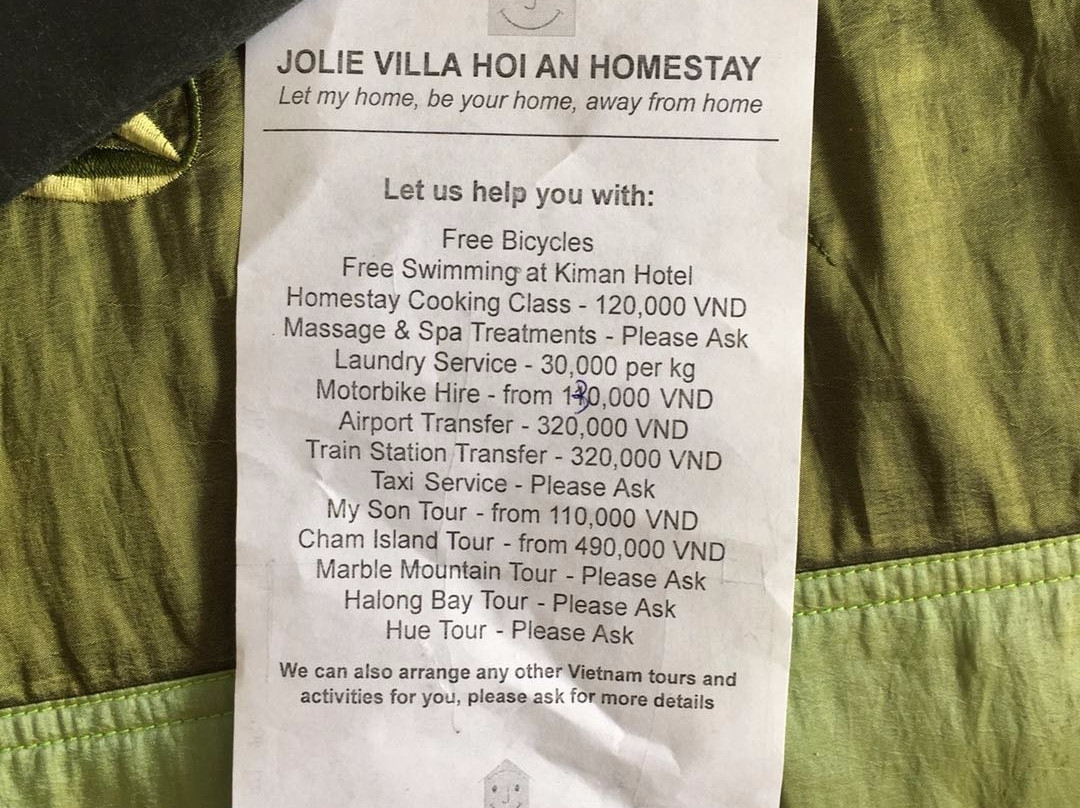 JOLIE VILLA HOI AN HOMESTAY
Let my home, be your home, away from home
Let us help you with:
Free Bicycles
Free Swimming at Kiman Hotel
Homestay Cooking Class - 120,000 VND
Massage & Spa Treatments - Please Ask
Laundry Service - 30,000 per kg
Motorbike Hire - from VND
Airport Transfer - 320,000 VND
Train Station Transfer - 320,000 VND
Taxi Service - Please Ask
My Son Tour - from 110,000 VND
Cham Island Tour - from 490,000 VND
Marble Mountain Tour - Please Ask
Halong Bay Tour - Please Ask
Hue Tour - Please Ask
We can also arrange any other Vietnam tours and
activities for you, please ask for more details